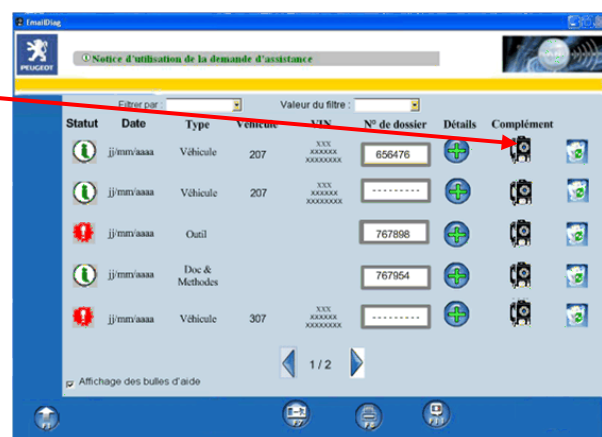 EmailDiag
PEUGEOT
Notice d'utilisation de la demande d'assistance
Filtrer par :
Valeur du filtre :
Statut Date Type Véhicule VIN N° de dossier Détails Complément
jj/mm/aaaa Véhicule 207 xxx xxxxxx xxxxxxxx 656476
jj/mm/aaaa Véhicule 207 xxx xxxxxx xxxxxxxx ---------
jj/mm/aaaa Outil 767898
jj/mm/aaaa Doc & Methodes 767954
jj/mm/aaaa Véhicule 307 xxx xxxxxx xxxxxxxx ---------
1 / 2
Affichage des bulles d'aide